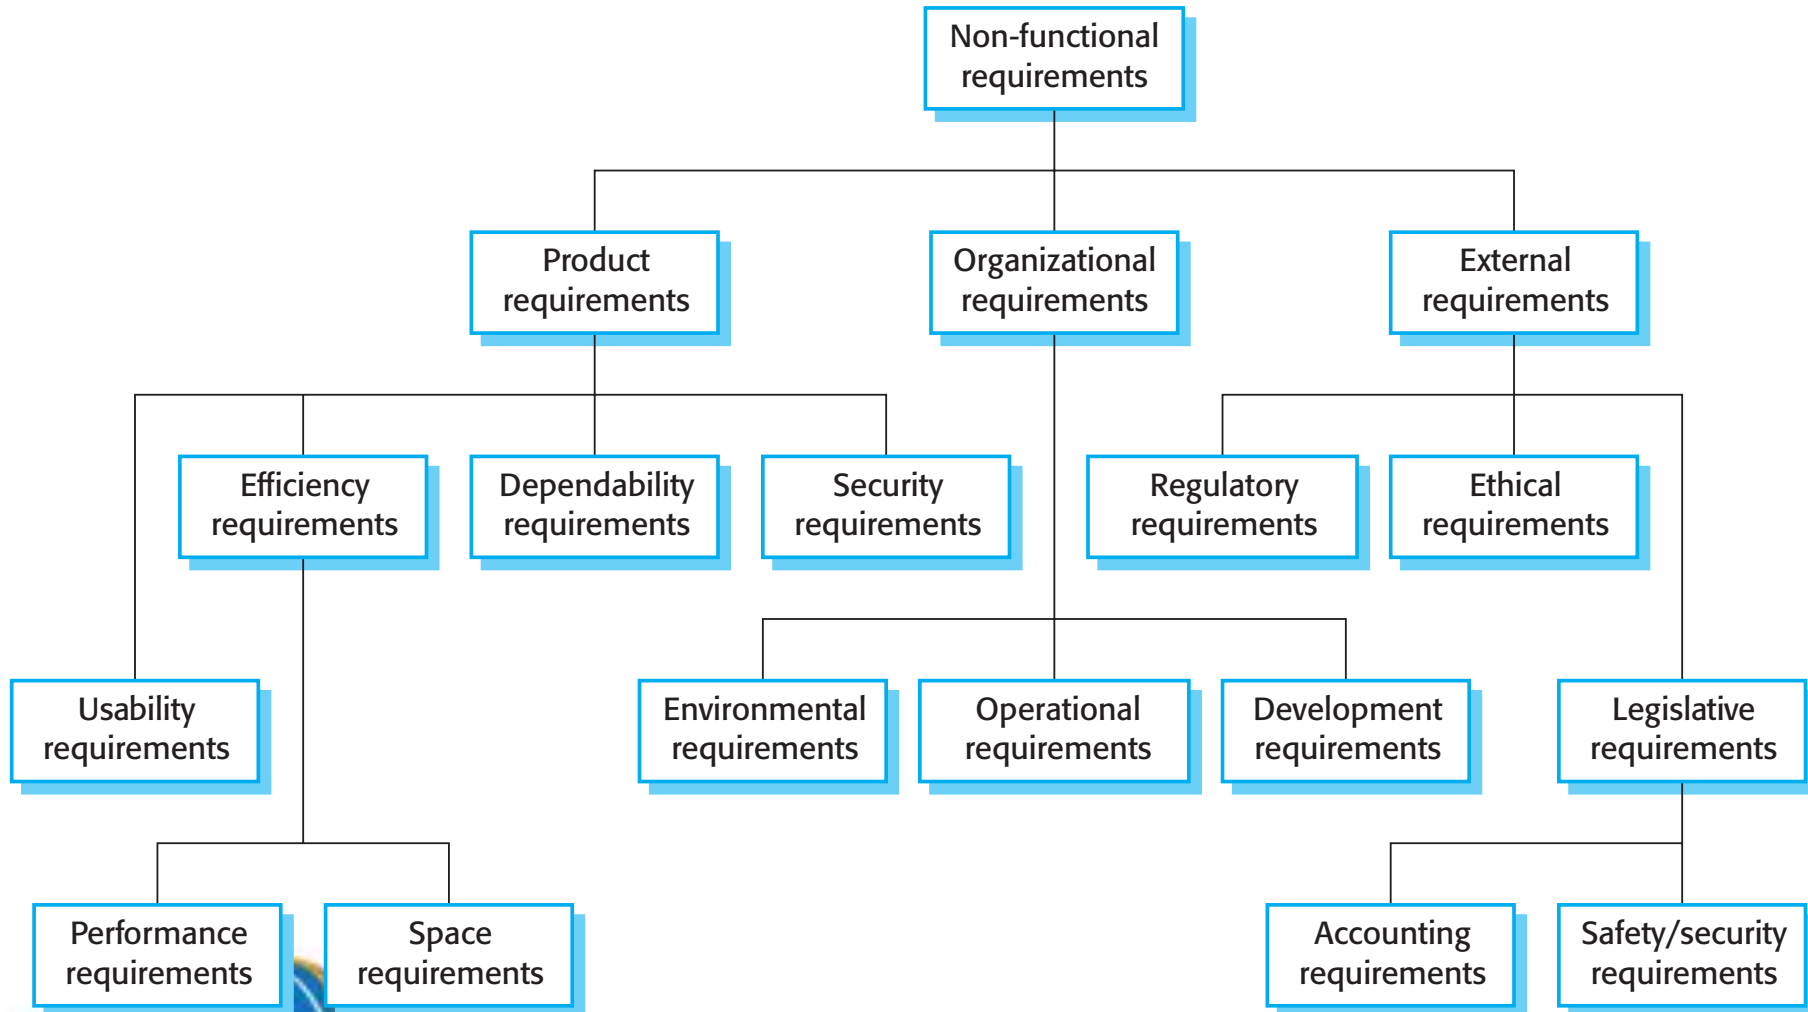 Non-functional
requirements
Product
requirements
Organizational
requirements
External
requirements
Efficiency
requirements
Dependability
requirements
Security
requirements
Regulatory
requirements
Ethical
requirements
Usability
requirements
Environmental
requirements
Operational
requirements
Development
requirements
Legislative
requirements
Performance
requirements
Space
requirements
Accounting
requirements
Safety/security
requirements